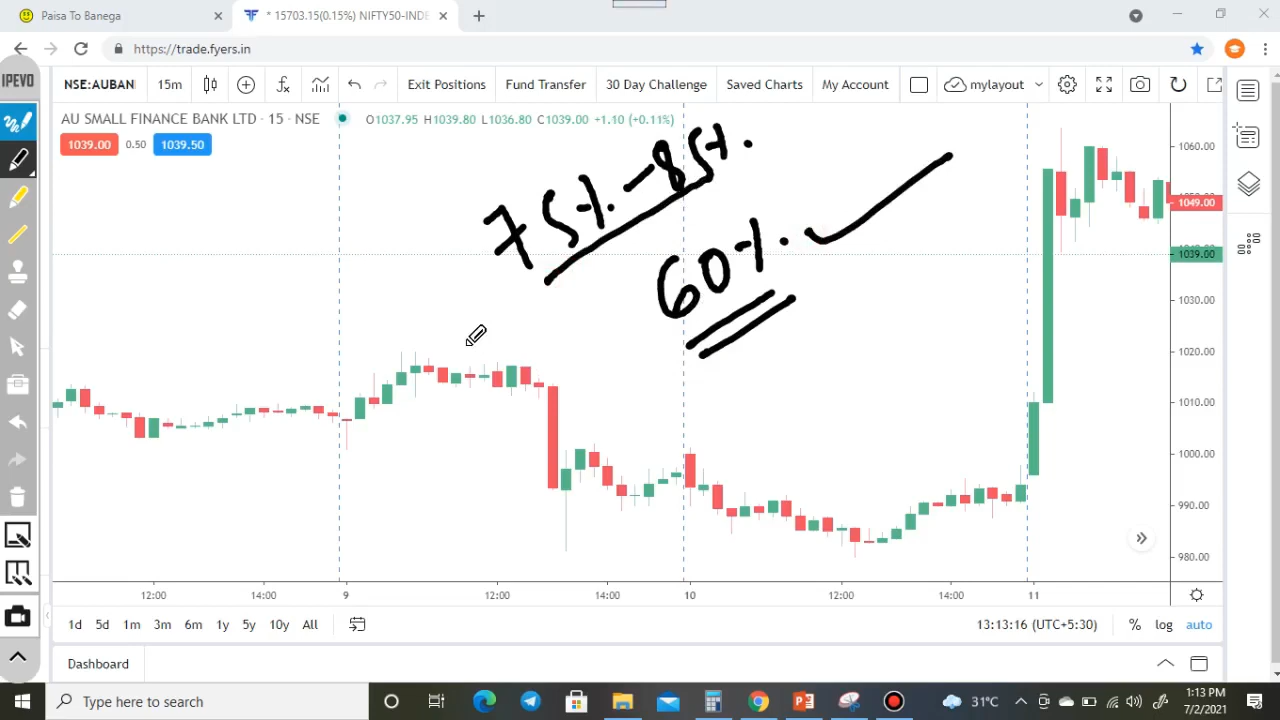 Paisa To Banega
* 15703.15(0.15%) NIFTY50-INDE
https://trade.fyers.in
IPEVO
NSE:AUBAN
15m
Exit Positions
Fund Transfer
30 Day Challenge
Saved Charts
My Account
mylayout
AU SMALL FINANCE BANK LTD · 15 · NSE
O1037.95 H1039.80 L1036.80 C1039.00 +1.10 (+0.11%)
1039.00
0.50
1039.50
75% - 85%.
60%.
1060.00
1049.00
1039.00
1030.00
1020.00
1010.00
1000.00
990.00
980.00
12:00
14:00
9
12:00
14:00
10
12:00
14:00
11
1d 5d 1m 3m 6m 1y 5y 10y All
13:13:16 (UTC+5:30)
% log auto
Dashboard
Type here to search
31°C
1:13 PM
7/2/2021